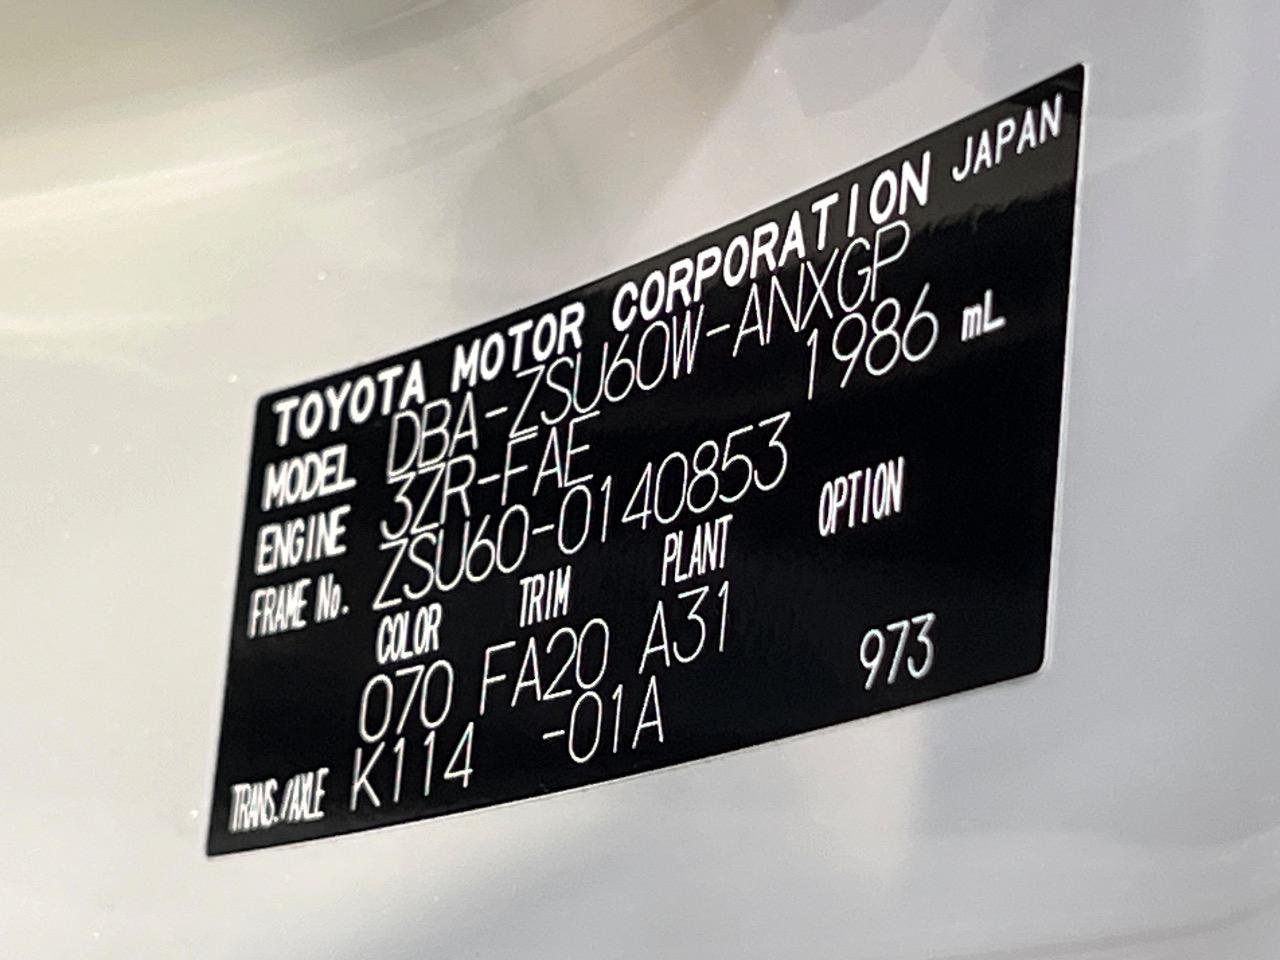 TOYOTA MOTOR CORPORATION JAPAN
MODEL DBA-ZSU60W-ANXGP
ENGINE 3ZR-FAE 1986 mL
FRAME No. ZSU60-0140853
COLOR TRIM PLANT OPTION
070 FA20 A31
TRANS./AXLE K114 -01A 973